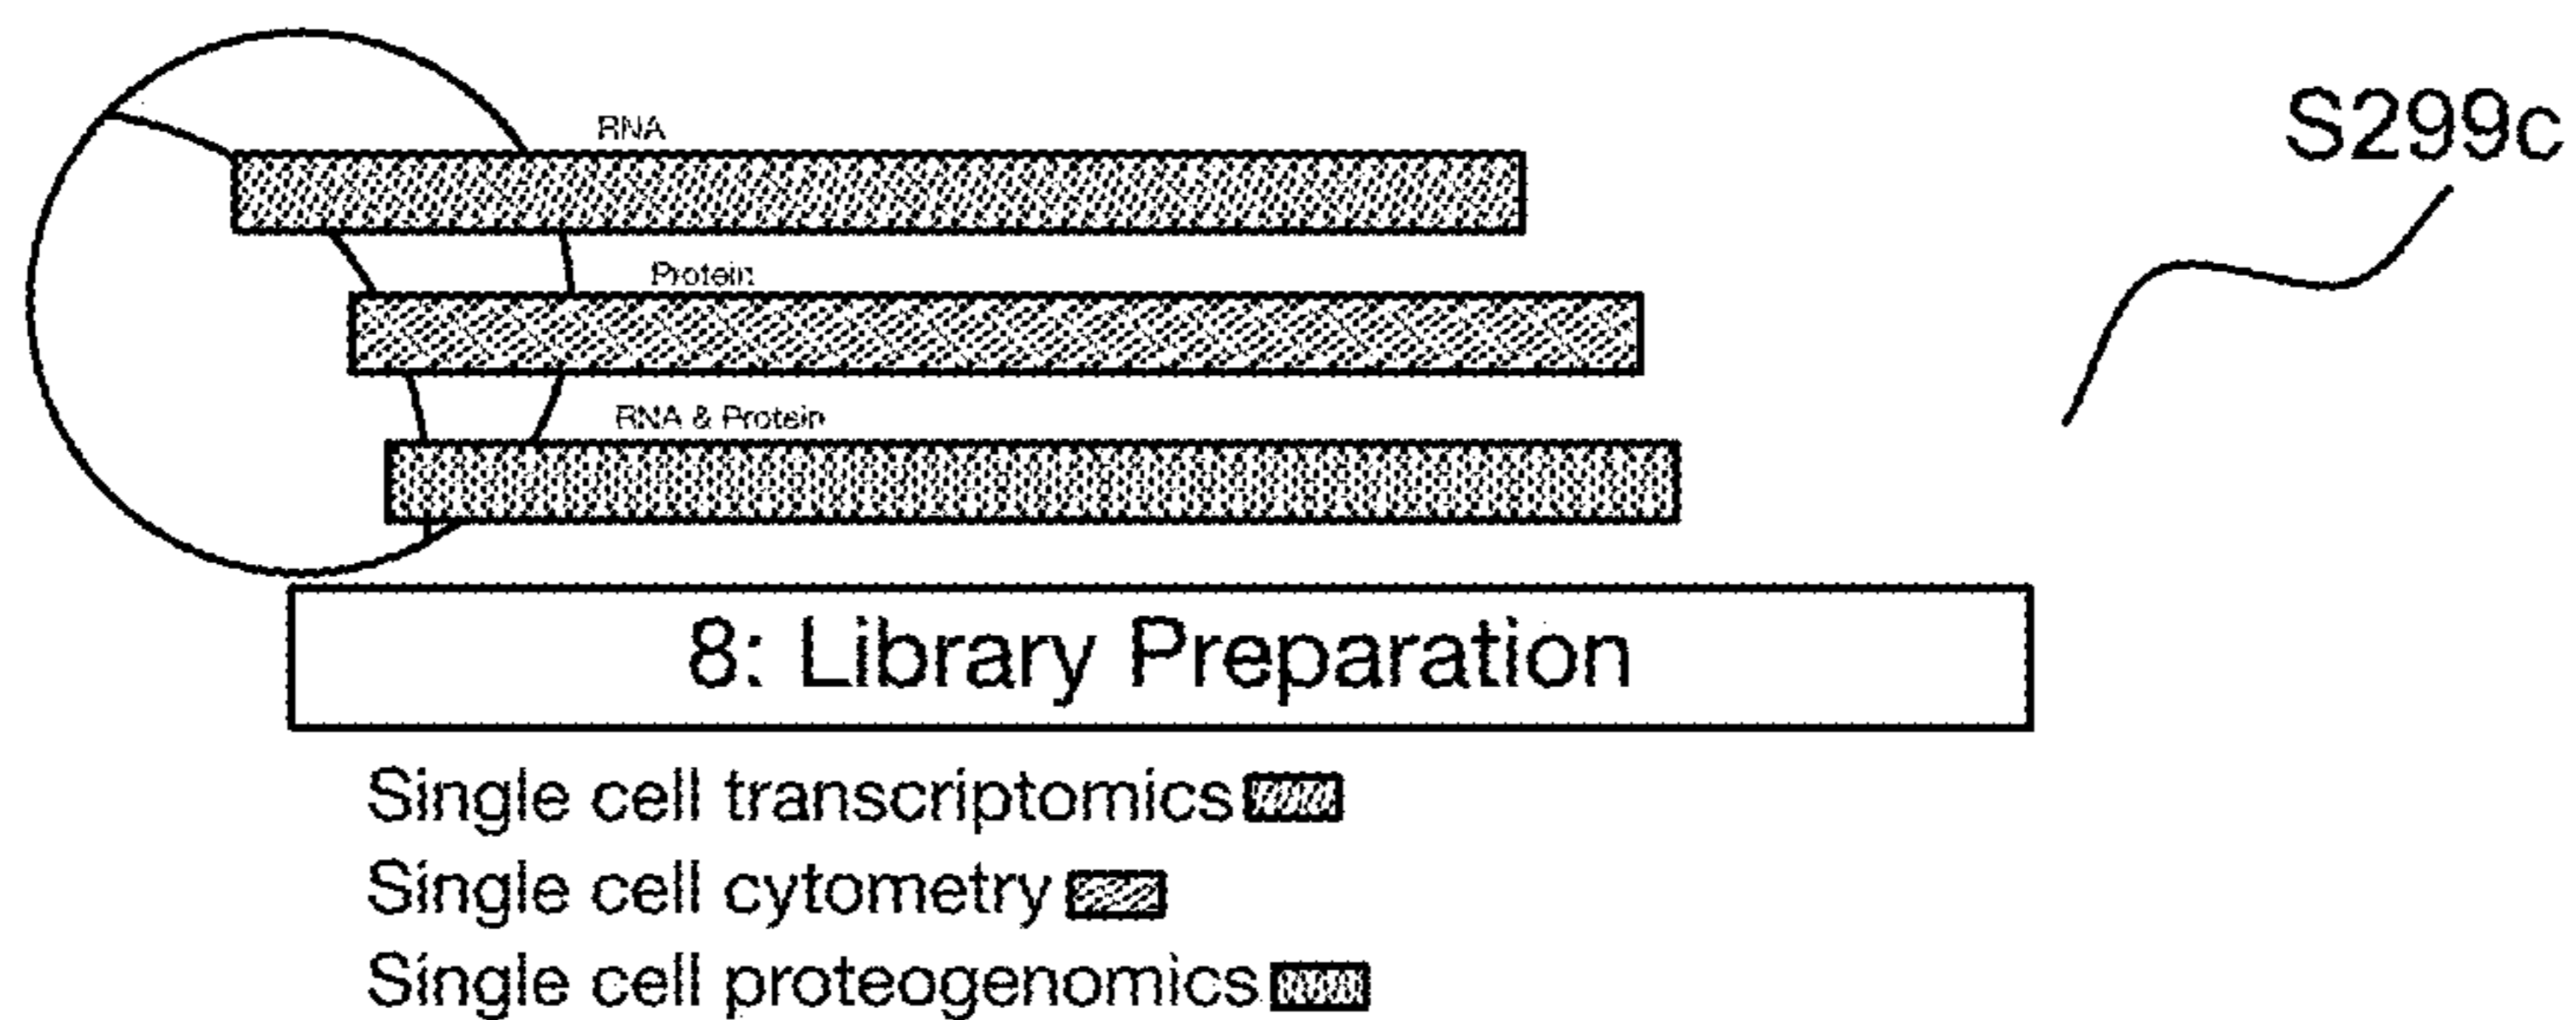 RNA
S299c
Protein
RNA & Protein
8: Library Preparation
Single cell transcriptomics
Single cell cytometry
Single cell proteogenomics